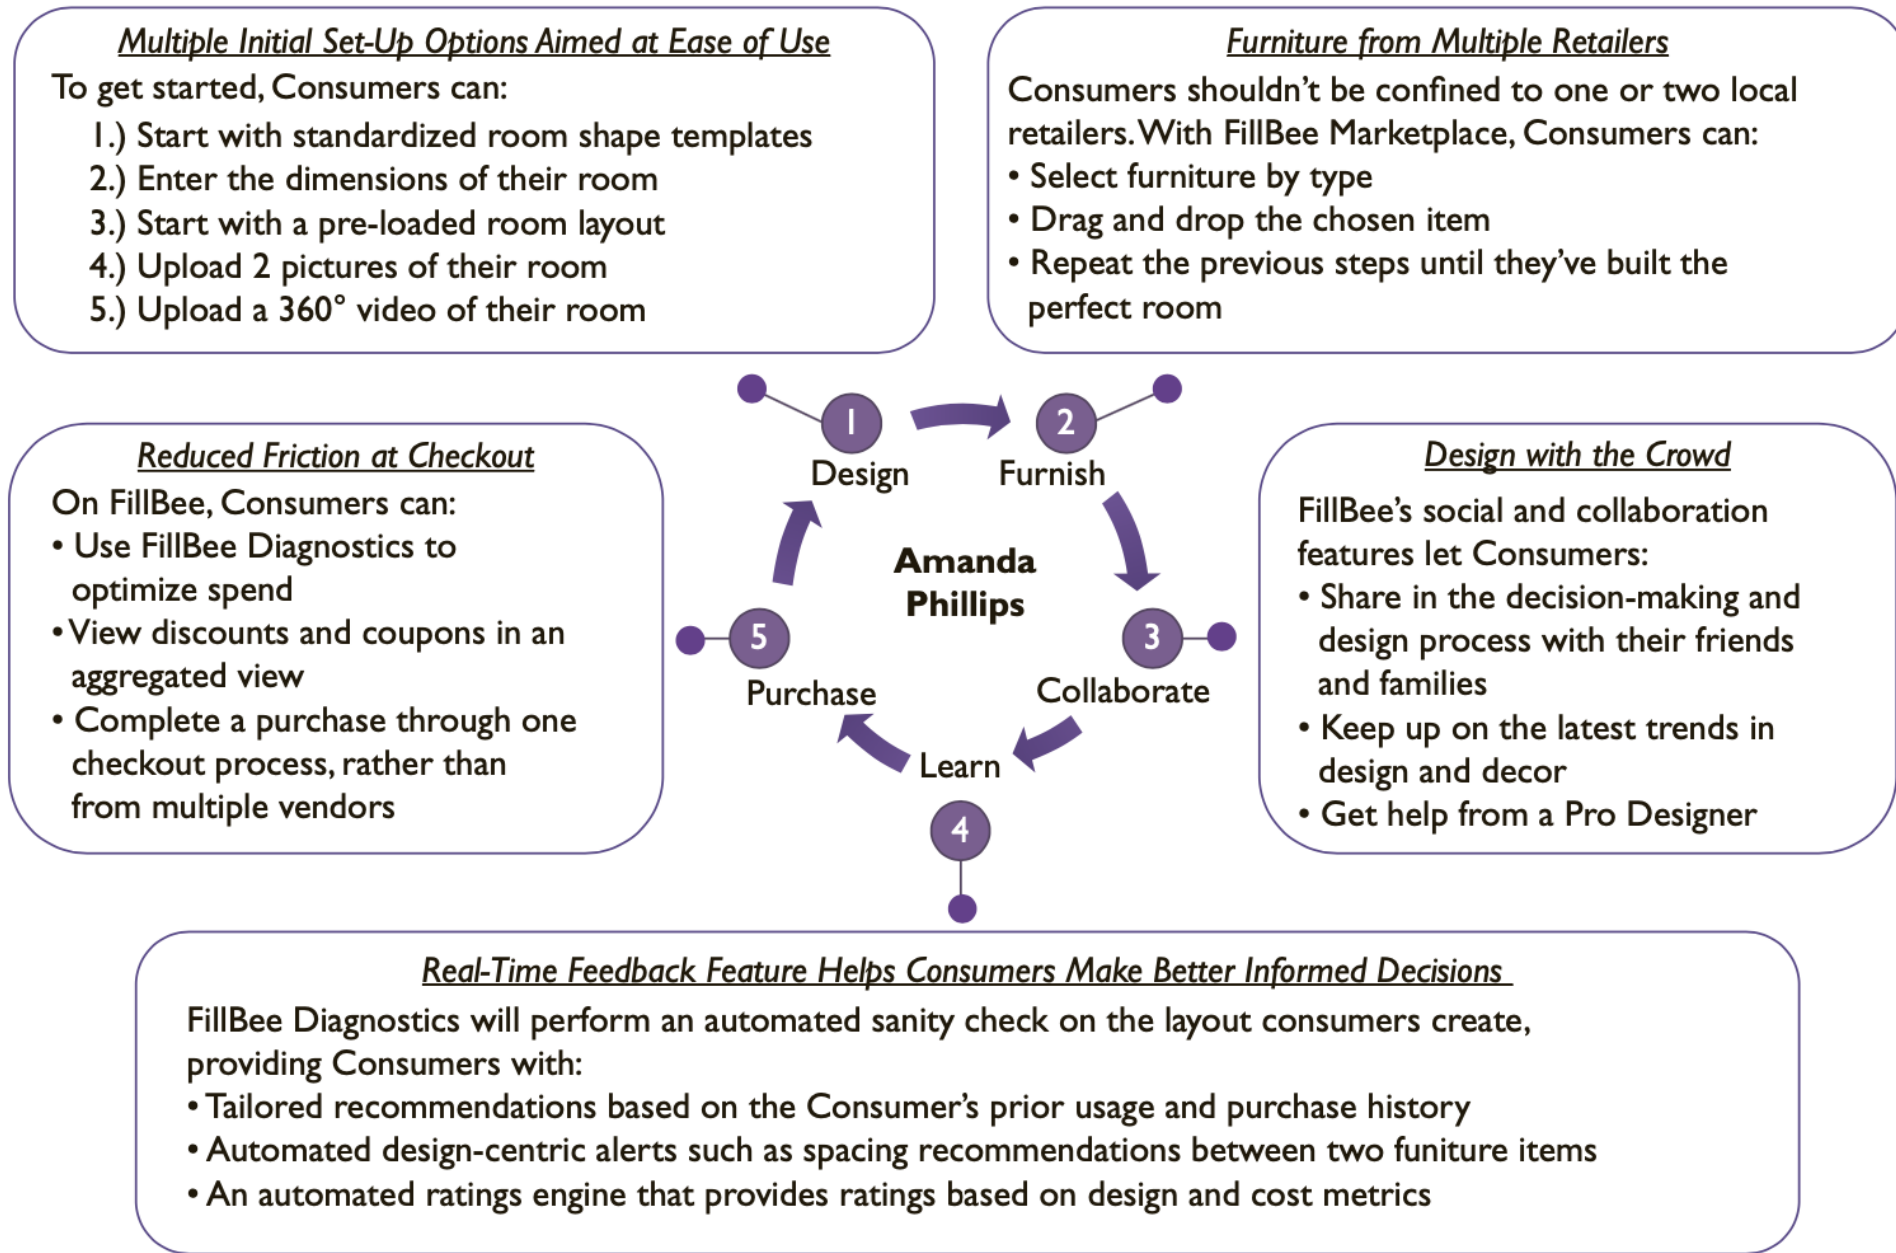 Multiple Initial Set-Up Options Aimed at Ease of Use
To get started, Consumers can:
1.) Start with standardized room shape templates
2.) Enter the dimensions of their room
3.) Start with a pre-loaded room layout
4.) Upload 2 pictures of their room
5.) Upload a 360° video of their room
Furniture from Multiple Retailers
Consumers shouldn't be confined to one or two local
retailers. With FillBee Marketplace, Consumers can:
• Select furniture by type
• Drag and drop the chosen item
• Repeat the previous steps until they've built the
perfect room
1
Design
2
Furnish
Amanda
Phillips
3
Collaborate
Learn
4
5
Purchase
Reduced Friction at Checkout
On FillBee, Consumers can:
• Use FillBee Diagnostics to
optimize spend
• View discounts and coupons in an
aggregated view
• Complete a purchase through one
checkout process, rather than
from multiple vendors
Design with the Crowd
FillBee's social and collaboration
features let Consumers:
• Share in the decision-making and
design process with their friends
and families
• Keep up on the latest trends in
design and decor
• Get help from a Pro Designer
Real-Time Feedback Feature Helps Consumers Make Better Informed Decisions
FillBee Diagnostics will perform an automated sanity check on the layout consumers create,
providing Consumers with:
• Tailored recommendations based on the Consumer's prior usage and purchase history
• Automated design-centric alerts such as spacing recommendations between two funiture items
• An automated ratings engine that provides ratings based on design and cost metrics